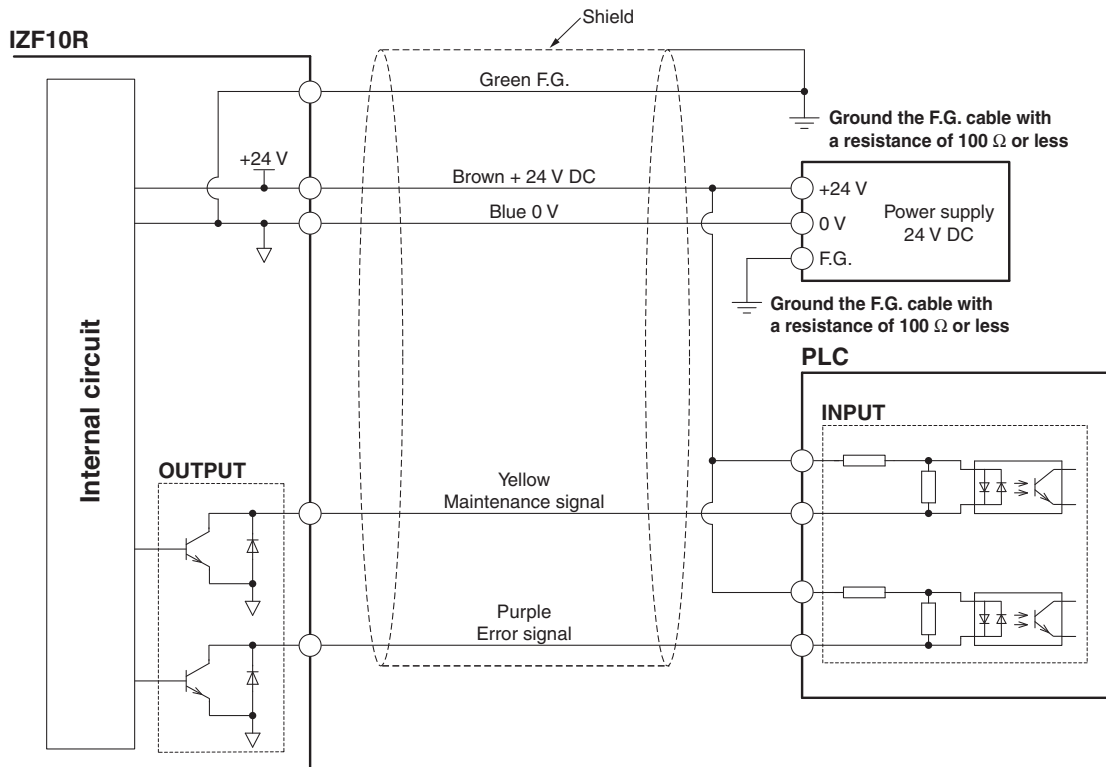 Shield
IZF10R
Green F.G.
Ground the F.G. cable with
a resistance of 100 Ω or less
+24 V
Brown + 24 V DC
+24 V
Blue 0 V
0 V
Power supply
24 V DC
F.G.
Ground the F.G. cable with
a resistance of 100 Ω or less
PLC
INPUT
Internal circuit
OUTPUT
Yellow
Maintenance signal
Purple
Error signal